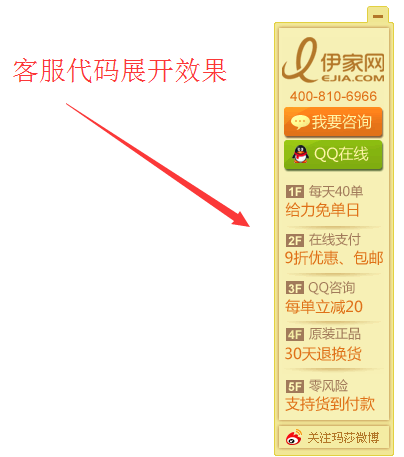 客服代码展开效果
伊家网
EJIA.COM
400-810-6966
我要咨询
QQ在线
1F 每天40单
给力免单日
2F 在线支付
9折优惠、包邮
3F QQ咨询
每单立减20
4F 原装正品
30天退换货
5F 零风险
支持货到付款
关注玛莎微博